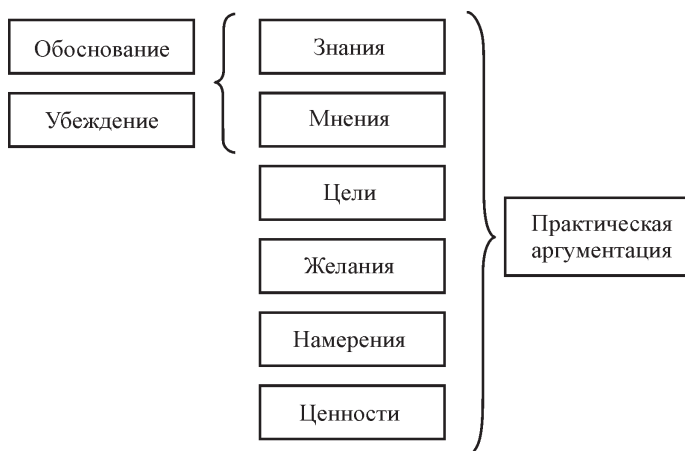 Обоснование
Убеждение
Знания
Мнения
Цели
Желания
Намерения
Ценности
Практическая
аргументация